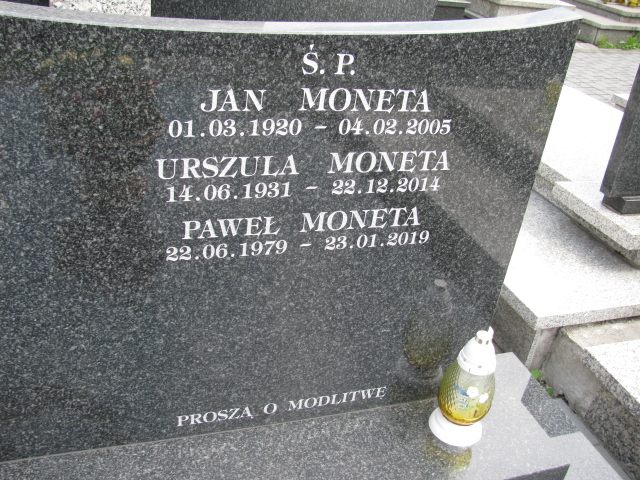 Ś. P.
JAN MONETA
01.03.1920 - 04.02.2005
URSZULA MONETA
14.06.1931 - 22.12.2014
PAWEŁ MONETA
22.06.1979 - 23.01.2019
PROSZĄ O MODLITWĘ